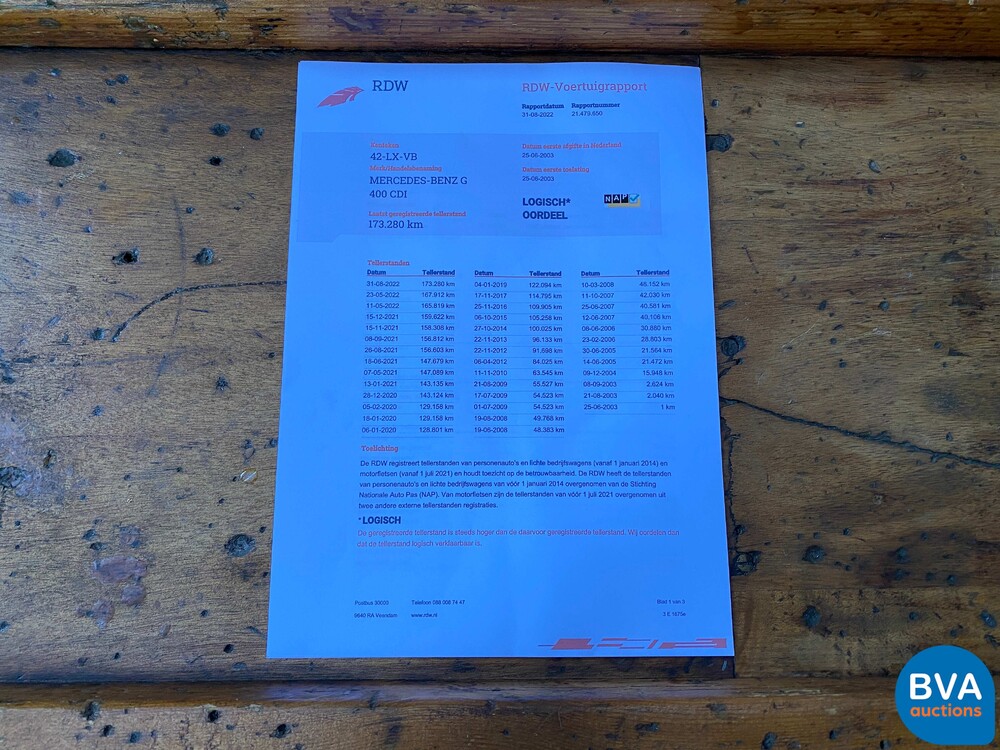 RDW
RDW-Voertuigrapport
Rapportdatum Rapportnummer
31-08-2022 21.479.650
Kenteken
42-LX-VB
Merk/Handelsbenaming
MERCEDES-BENZ G
400 CDI
Laatst geregistreerde tellerstand
173.280 km
Datum eerste afgifte in Nederland
25-06-2003
Datum eerste toelating
25-06-2003
LOGISCH*
OORDEEL
NAP
Tellerstanden
Datum Tellerstand Datum Tellerstand Datum Tellerstand
31-08-2022 173.280 km 04-01-2019 122.094 km 10-03-2008 46.152 km
23-05-2022 167.912 km 17-11-2017 114.795 km 11-10-2007 42.030 km
11-05-2022 165.819 km 25-11-2016 109.905 km 25-06-2007 40.581 km
15-12-2021 159.622 km 06-10-2015 105.258 km 12-06-2007 40.108 km
15-11-2021 158.308 km 27-10-2014 100.025 km 08-06-2006 30.880 km
08-09-2021 156.812 km 22-11-2013 96.133 km 23-02-2006 28.803 km
26-08-2021 156.603 km 22-11-2012 91.698 km 30-06-2005 21.564 km
18-06-2021 147.679 km 06-04-2012 84.025 km 14-06-2005 21.472 km
07-05-2021 147.089 km 11-11-2010 63.545 km 09-12-2004 15.948 km
13-01-2021 143.135 km 21-08-2009 55.527 km 08-09-2003 2.624 km
28-12-2020 143.124 km 17-07-2009 54.523 km 21-08-2003 2.040 km
05-02-2020 129.158 km 01-07-2009 54.523 km 25-06-2003 1 km
18-01-2020 129.158 km 19-08-2008 49.788 km
06-01-2020 128.801 km 19-06-2008 48.383 km
Toelichting
De RDW registreert tellerstanden van personenauto's en lichte bedrijfswagens (vanaf 1 januari 2014) en
motorfietsen (vanaf 1 juli 2021) en houdt toezicht op de betrouwbaarheid. De RDW heeft de tellerstanden
van personenauto's en lichte bedrijfswagens van vóór 1 januari 2014 overgenomen van de Stichting
Nationale Auto Pas (NAP). Van motorfietsen zijn de tellerstanden van vóór 1 juli 2021 overgenomen uit
twee andere externe tellerstanden registraties.
*LOGISCH
De geregistreerde tellerstand is steeds hoger dan de daarvoor geregistreerde tellerstand. Wij oordelen dan
dat de tellerstand logisch verklaarbaar is.
Postbus 30000 Telefoon 088 008 74 47 Blad 1 van 3
9640 RA Veendam www.rdw.nl 3 E 1675e
BVA
auctions